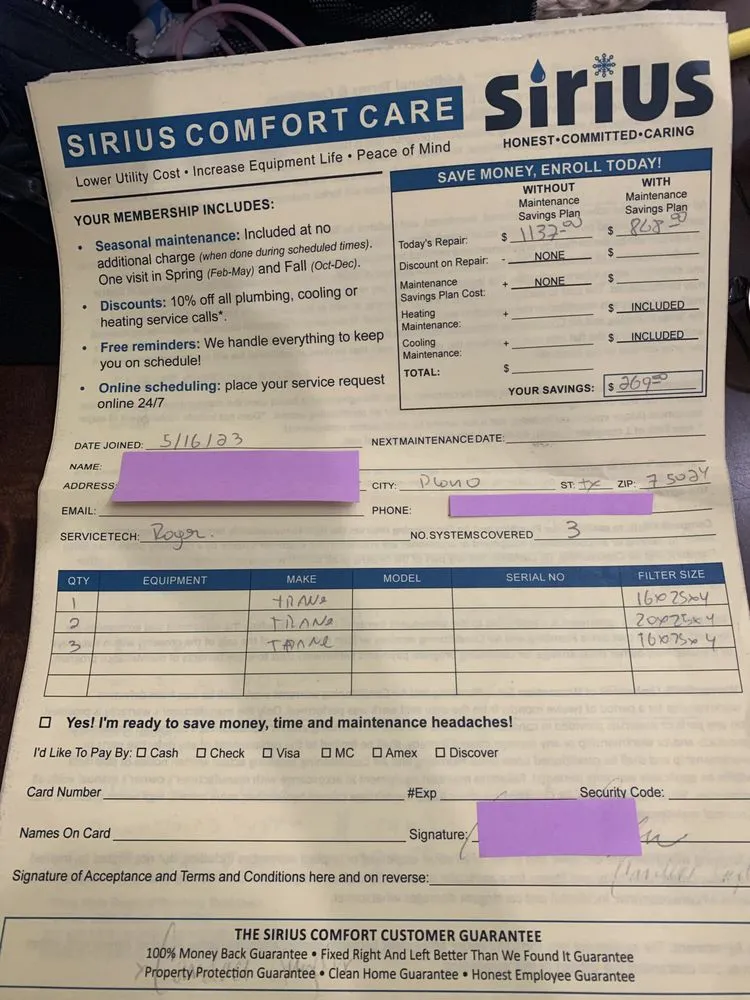 SIRIUS COMFORT CARE
Lower Utility Cost • Increase Equipment Life • Peace of Mind
sirius
HONEST•COMMITTED•CARING
YOUR MEMBERSHIP INCLUDES:
• Seasonal maintenance: Included at no
additional charge (when done during scheduled times).
One visit in Spring (Feb-May) and Fall (Oct-Dec).
• Discounts: 10% off all plumbing, cooling or
heating service calls*.
• Free reminders: We handle everything to keep
you on schedule!
• Online scheduling: place your service request
online 24/7
SAVE MONEY, ENROLL TODAY!
WITHOUT Maintenance Savings Plan
WITH Maintenance Savings Plan
Today's Repair: $ 1137.00 $ 868.00
Discount on Repair: - NONE $
Maintenance Savings Plan Cost: + NONE $
Heating Maintenance: + $ INCLUDED
Cooling Maintenance: + $ INCLUDED
TOTAL: $
YOUR SAVINGS: $ 269.00
DATE JOINED: 5/16/23 NEXT MAINTENANCE DATE:
NAME:
ADDRESS CITY: Plano ST: tx ZIP: 75024
EMAIL: PHONE:
SERVICE TECH: Roger. NO. SYSTEMS COVERED 3
QTY EQUIPMENT MAKE MODEL SERIAL NO FILTER SIZE
1 TRANE 16x25x4
2 TRANE 20x25x4
3 TRANE 16x25x4
Yes! I'm ready to save money, time and maintenance headaches!
I'd Like To Pay By: Cash Check Visa MC Amex Discover
Card Number #Exp Security Code:
Names On Card Signature:
Signature of Acceptance and Terms and Conditions here and on reverse:
THE SIRIUS COMFORT CUSTOMER GUARANTEE
100% Money Back Guarantee • Fixed Right And Left Better Than We Found It Guarantee
Property Protection Guarantee • Clean Home Guarantee • Honest Employee Guarantee